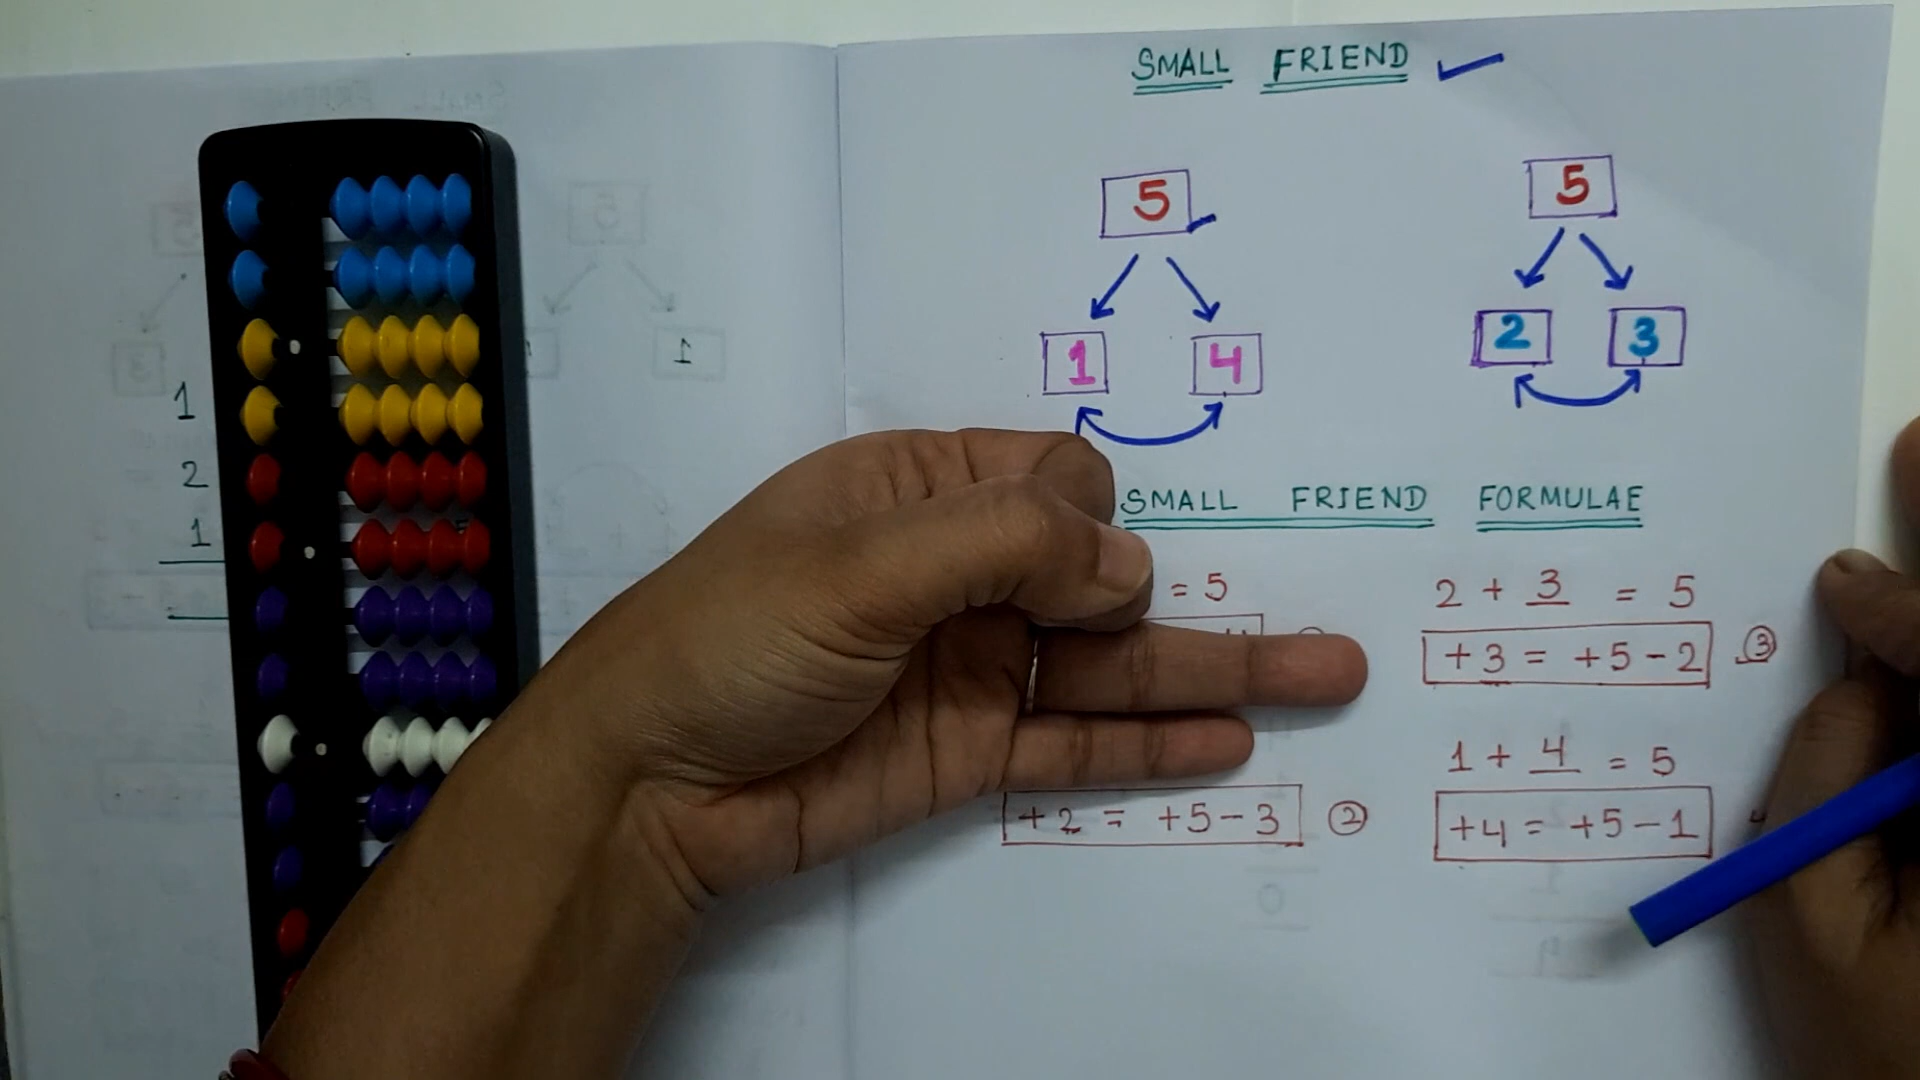 SMALL FRIEND
5
5
1 4
2 3
1
2
1
SMALL FRIEND FORMULAE
= 5
2 + 3 = 5
+3 = +5-2 ③
1 + 4 = 5
+2 = +5-3 ②
+4 = +5-1